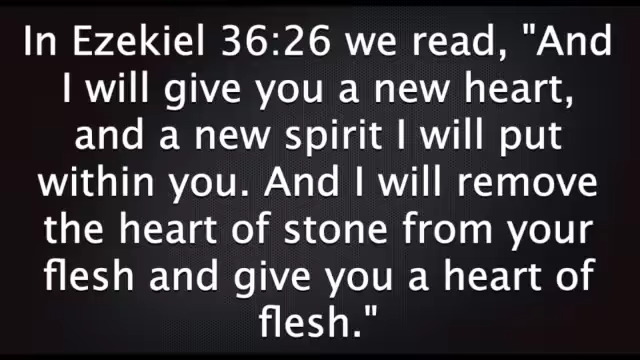 In Ezekiel 36:26 we read, "And
I will give you a new heart,
and a new spirit I will put
within you. And I will remove
the heart of stone from your
flesh and give you a heart of
flesh."